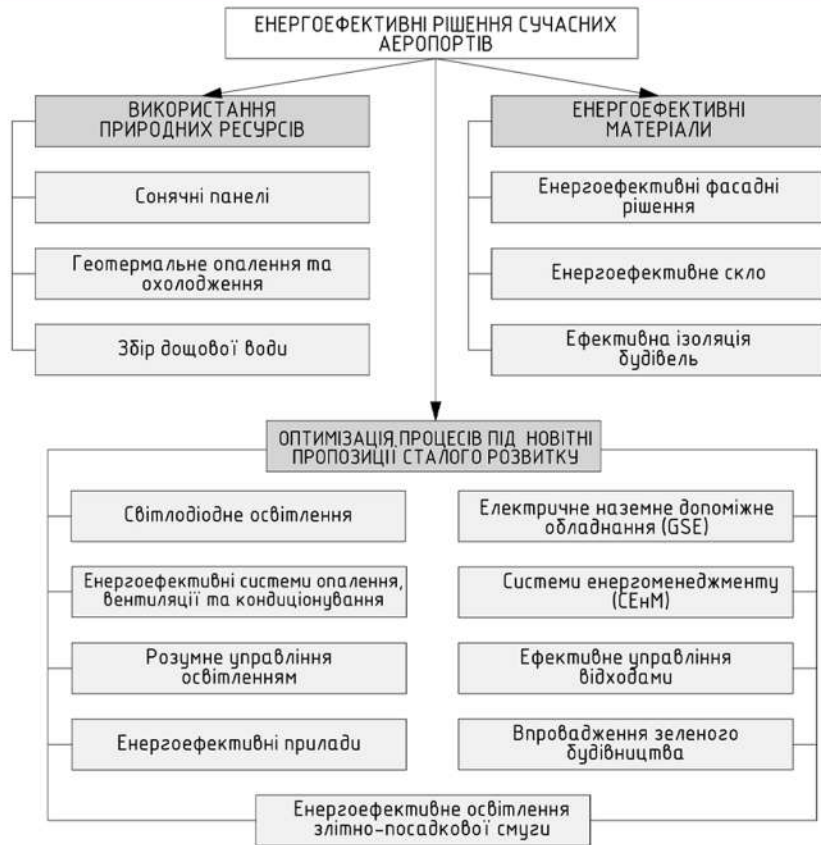 ЕНЕРГОЕФЕКТИВНІ РІШЕННЯ СУЧАСНИХ
АЕРОПОРТІВ
ВИКОРИСТАННЯ
ПРИРОДНИХ РЕСУРСІВ
Сонячні панелі
Геотермальне опалення та
охолодження
Збір дощової води
ЕНЕРГОЕФЕКТИВНІ
МАТЕРІАЛИ
Енергоефективні фасадні
рішення
Енергоефективне скло
Ефективна ізоляція
будівель
ОПТИМІЗАЦІЯ ПРОЦЕСІВ ПІД НОВІТНІ
ПРОПОЗИЦІЇ СТАЛОГО РОЗВИТКУ
Світлодіодне освітлення
Енергоефективні системи опалення,
вентиляції та кондиціонування
Розумне управління
освітленням
Енергоефективні прилади
Електричне наземне допоміжне
обладнання (GSE)
Системи енергоменеджменту
(СЕнМ)
Ефективне управління
відходами
Впровадження зеленого
будівництва
Енергоефективне освітлення
злітно-посадкової смуги